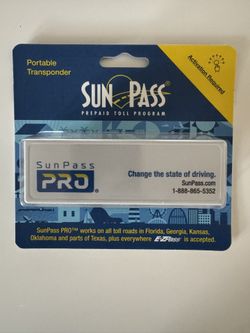 Portable
Transponder
SUNPASS
PREPAID TOLL PROGRAM
Activation Required
SunPass
PRO®
Change the state of driving.
SunPass.com
1-888-865-5352
SunPass PRO™ works on all toll roads in Florida, Georgia, Kansas,
Oklahoma and parts of Texas, plus everywhere E-ZPass is accepted.